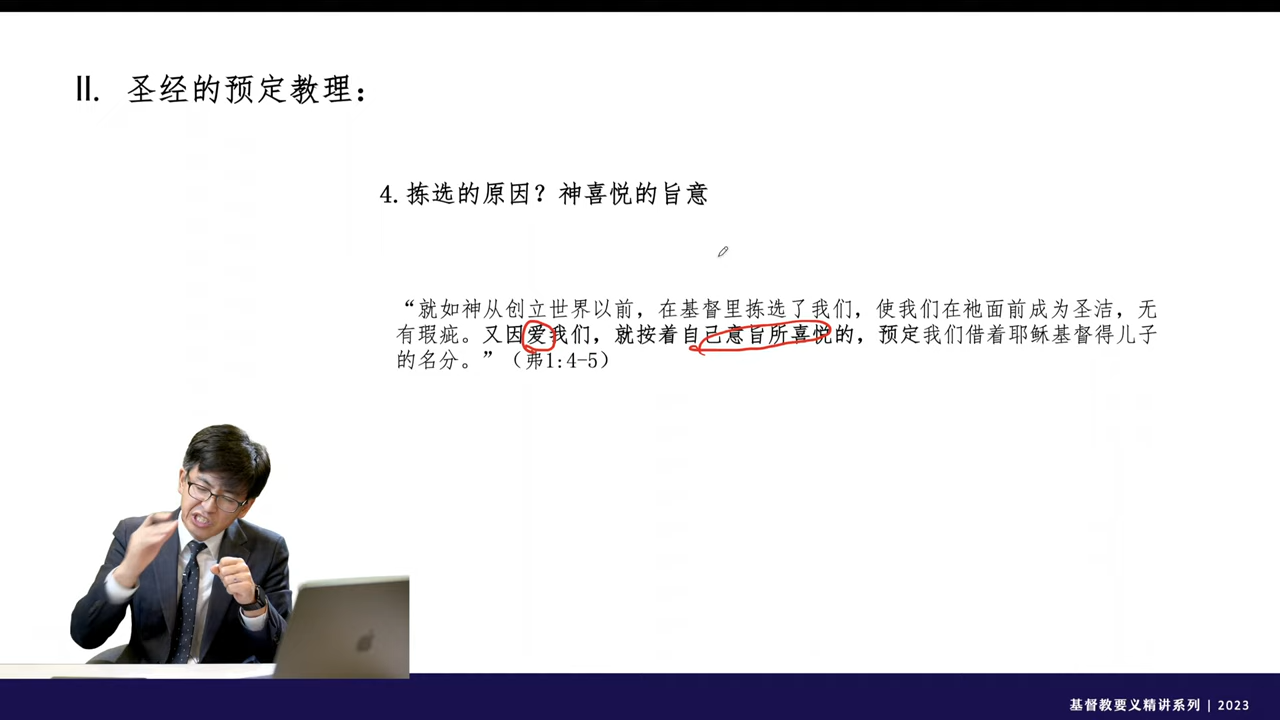 II. 圣经的预定教理：
4. 拣选的原因？神喜悦的旨意
“就如神从创立世界以前，在基督里拣选了我们，使我们在祂面前成为圣洁，无
有瑕疵。又因爱我们，就按着自己意旨所喜悦的，预定我们借着耶稣基督得儿子
的名分。”（弗1:4-5）
基督教要义精讲系列 | 2023